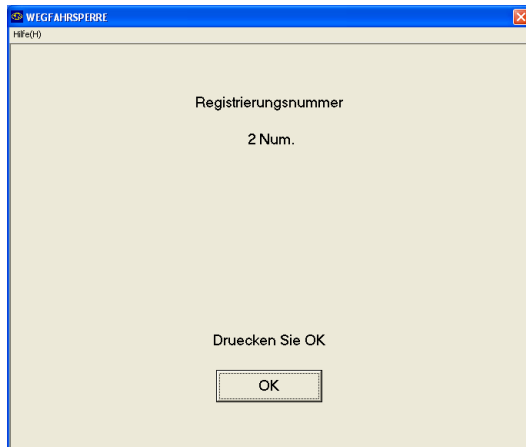 WEGFAHRSPERRE
Hilfe(H)
Registrierungsnummer
2 Num.
Druecken Sie OK
OK